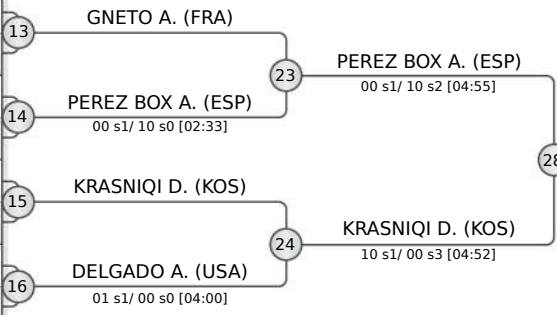 GNETO A. (FRA)
13
23
PEREZ BOX A. (ESP)
00 s1/ 10 s2 [04:55]
PEREZ BOX A. (ESP)
14
00 s1/ 10 s0 [02:33]
28
KRASNIQI D. (KOS)
15
24
KRASNIQI D. (KOS)
10 s1/ 00 s3 [04:52]
DELGADO A. (USA)
16
01 s1/ 00 s0 [04:00]